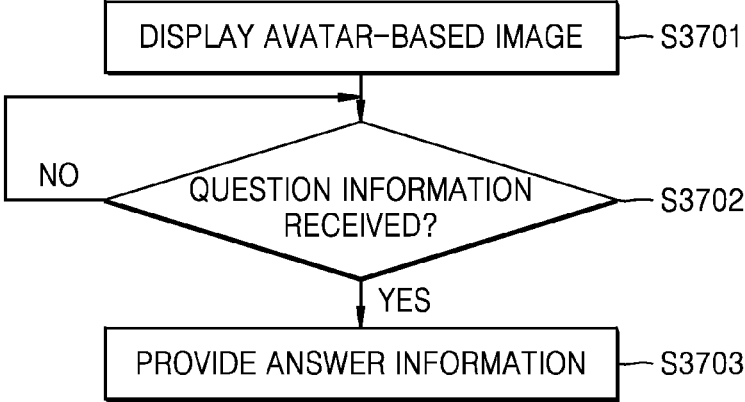 DISPLAY AVATAR-BASED IMAGE S3701
NO
QUESTION INFORMATION
RECEIVED?
S3702
YES
PROVIDE ANSWER INFORMATION S3703